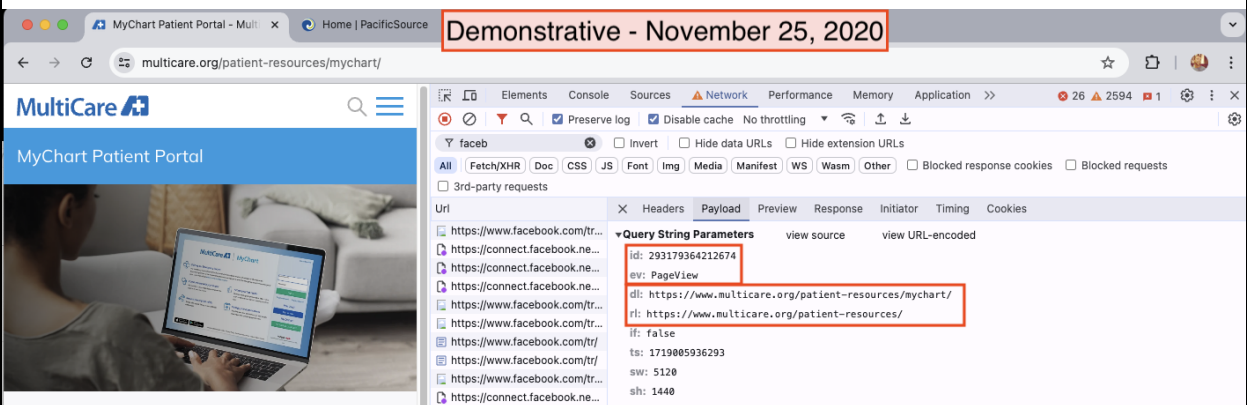 MyChart Patient Portal - Mult
Home | PacificSource
Demonstrative - November 25, 2020
multicare.org/patient-resources/mychart/
MultiCare
MyChart Patient Portal
MultiCare MyChart
Elements Console Sources Network Performance Memory Application
26 2594 1
Preserve log Disable cache No throttling
faceb
Invert Hide data URLs Hide extension URLs
All Fetch/XHR Doc CSS JS Font Img Media Manifest WS Wasm Other Blocked response cookies Blocked requests
3rd-party requests
Url
https://www.facebook.com/tr...
https://connect.facebook.ne...
https://connect.facebook.ne...
https://connect.facebook.ne...
https://www.facebook.com/tr...
https://www.facebook.com/tr...
https://www.facebook.com/tr/
https://www.facebook.com/tr/
https://www.facebook.com/tr...
https://connect.facebook.ne...
Headers Payload Preview Response Initiator Timing Cookies
Query String Parameters view source view URL-encoded
id: 293179364212674
ev: PageView
dl: https://www.multicare.org/patient-resources/mychart/
rl: https://www.multicare.org/patient-resources/
if: false
ts: 1719005936293
sw: 5120
sh: 1440